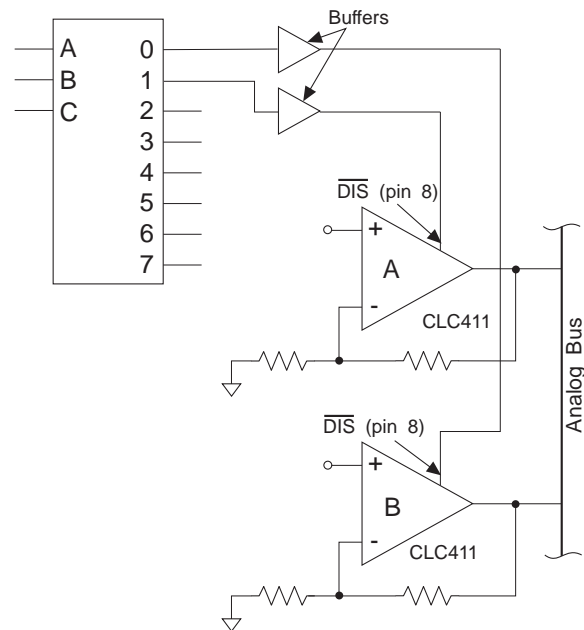 Buffers
A
B
C
0
1
2
3
4
5
6
7
DIS (pin 8)
+
A
-
CLC411
DIS (pin 8)
+
B
-
CLC411
Analog Bus